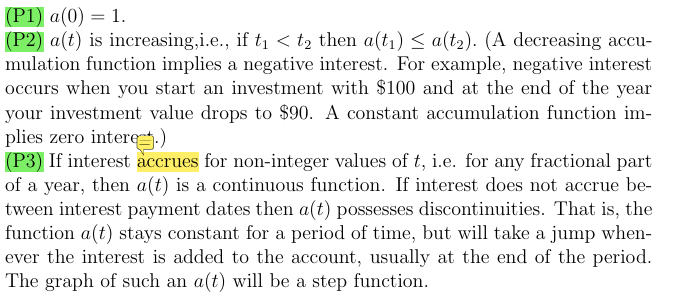 (P1) a(0) = 1.
(P2) a(t) is increasing,i.e., if t₁ < t₂ then a(t₁) ≤ a(t₂). (A decreasing accu-
mulation function implies a negative interest. For example, negative interest
occurs when you start an investment with $100 and at the end of the year
your investment value drops to $90. A constant accumulation function im-
plies zero interest.)
(P3) If interest accrues for non-integer values of t, i.e. for any fractional part
of a year, then a(t) is a continuous function. If interest does not accrue be-
tween interest payment dates then a(t) possesses discontinuities. That is, the
function a(t) stays constant for a period of time, but will take a jump when-
ever the interest is added to the account, usually at the end of the period.
The graph of such an a(t) will be a step function.